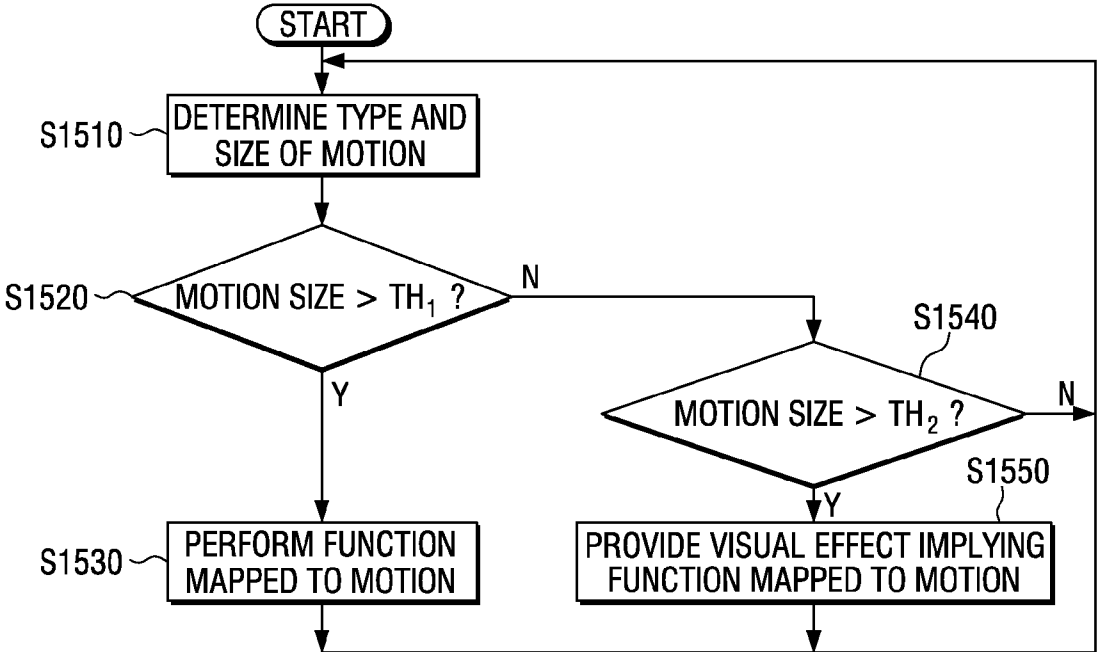 START
S1510
DETERMINE TYPE AND
SIZE OF MOTION
S1520
MOTION SIZE > TH₁ ?
N
Y
S1540
MOTION SIZE > TH₂ ?
N
Y
S1550
S1530
PERFORM FUNCTION
MAPPED TO MOTION
PROVIDE VISUAL EFFECT IMPLYING
FUNCTION MAPPED TO MOTION